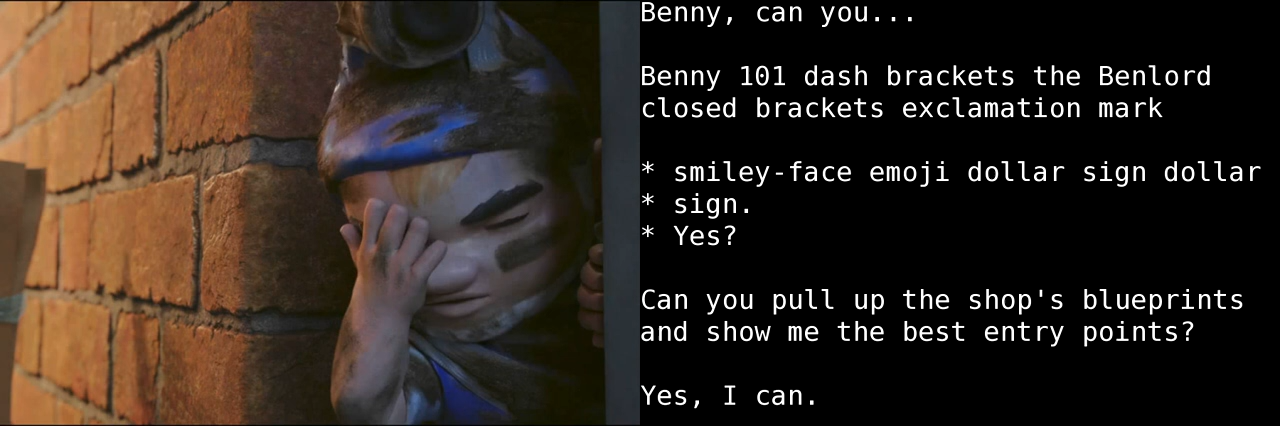 Benny, can you...
Benny 101 dash brackets the Benlord
closed brackets exclamation mark
* smiley-face emoji dollar sign dollar
* sign.
* Yes?
Can you pull up the shop's blueprints
and show me the best entry points?
Yes, I can.